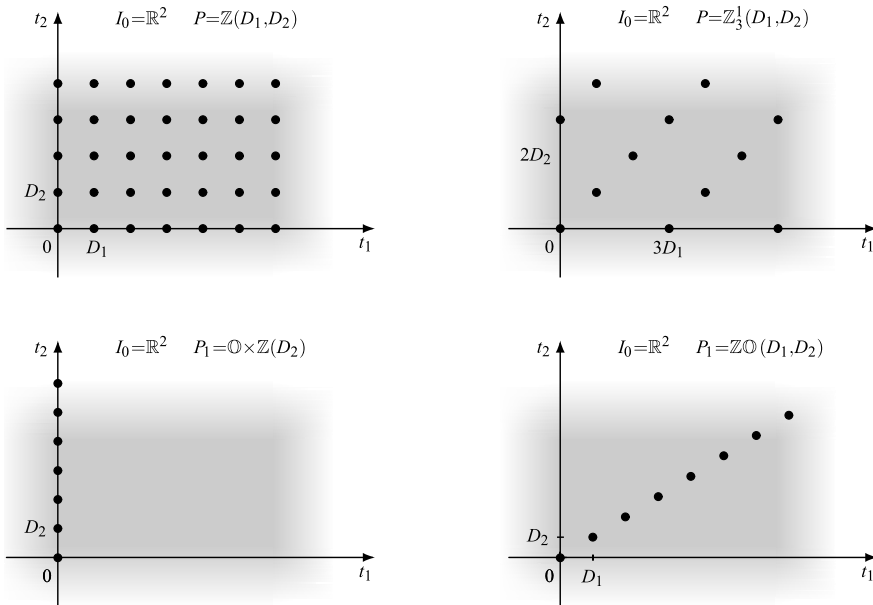 t₂ I₀=ℝ² P=ℤ(D₁,D₂)
D₂
0 D₁ t₁
t₂ I₀=ℝ² P=ℤ₃¹(D₁,D₂)
2D₂
0 3D₁ t₁
t₂ I₀=ℝ² P₁=𝕆×ℤ(D₂)
D₂
0 t₁
t₂ I₀=ℝ² P₁=ℤ𝕆(D₁,D₂)
D₂
0 D₁ t₁